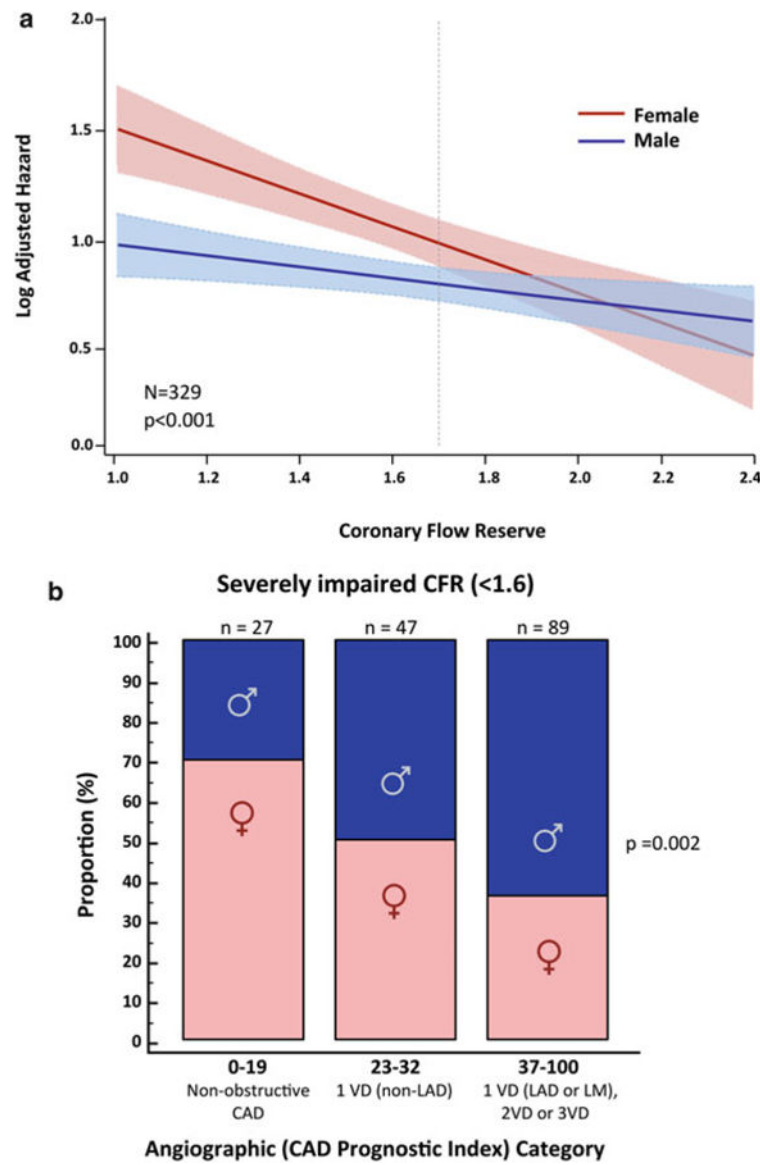 a
2.0
1.5
1.0
0.5
0.0
Log Adjusted Hazard
Female
Male
N=329
p<0.001
1.0 1.2 1.4 1.6 1.8 2.0 2.2 2.4
Coronary Flow Reserve
b
Severely impaired CFR (<1.6)
n = 27 n = 47 n = 89
100
90
80
70
60
50
40
30
20
10
0
Proportion (%)
♂ ♂ ♂
♀ ♀ ♀
p =0.002
0-19 23-32 37-100
Non-obstructive 1 VD (non-LAD) 1 VD (LAD or LM),
CAD 2VD or 3VD
Angiographic (CAD Prognostic Index) Category